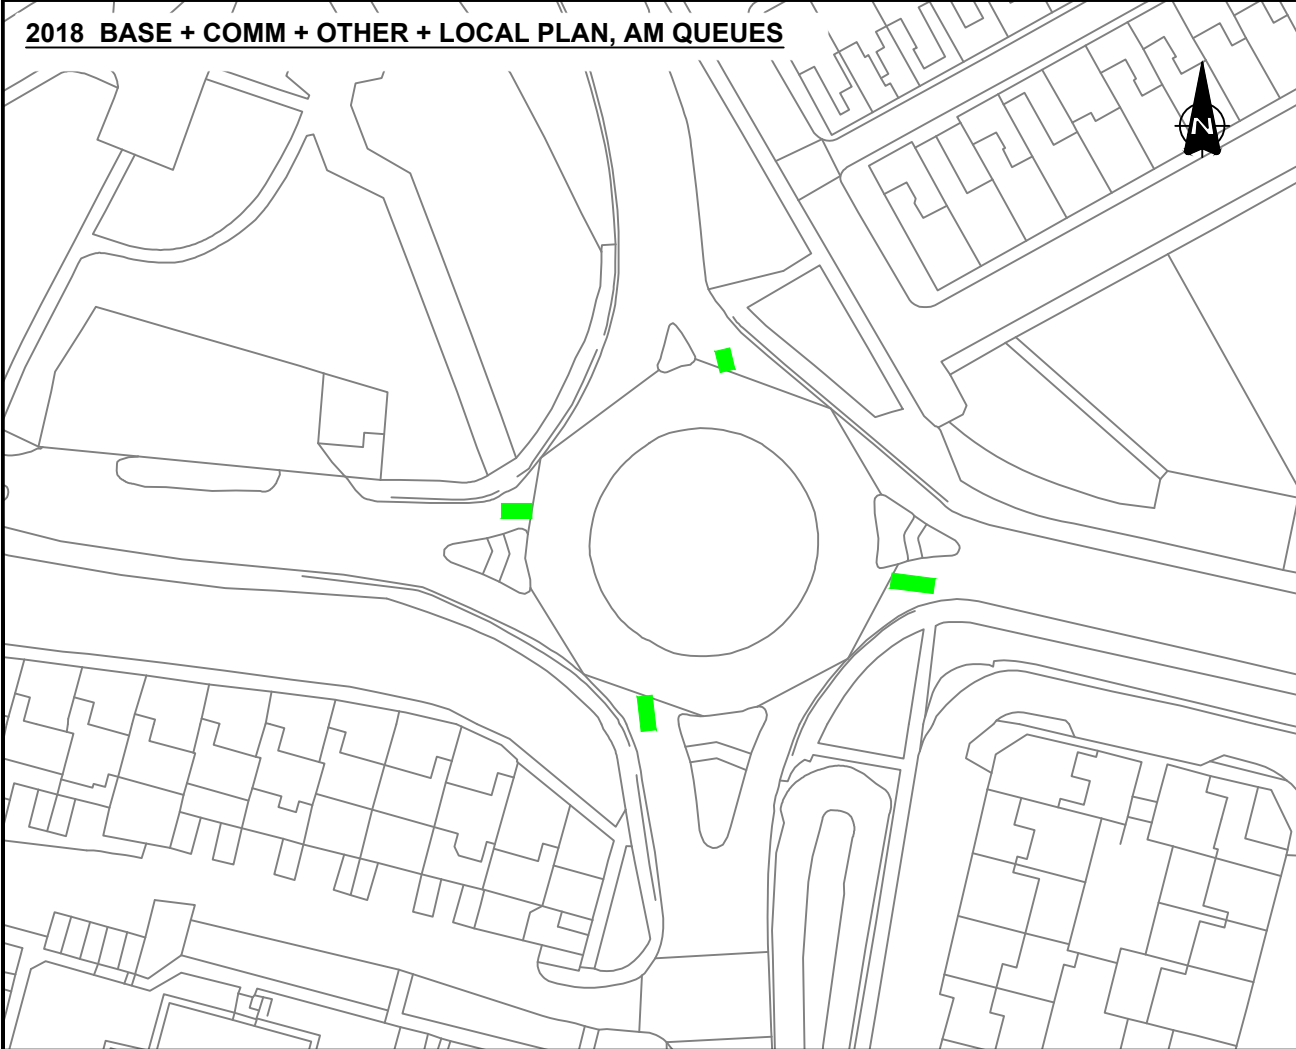 2018 BASE + COMM + OTHER + LOCAL PLAN, AM QUEUES
N